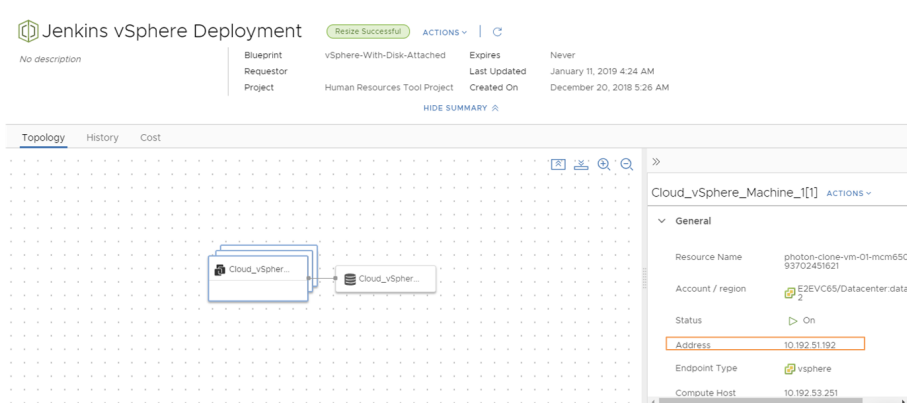 Jenkins vSphere Deployment
Resize Successful
ACTIONS
No description
Blueprint vSphere-With-Disk-Attached Expires Never
Requestor Last Updated January 11, 2019 4:24 AM
Project Human Resources Tool Project Created On December 20, 2018 5:26 AM
HIDE SUMMARY
Topology History Cost
Cloud_vSpher...
Cloud_vSpher...
Cloud_vSphere_Machine_1[1] ACTIONS
General
Resource Name photon-clone-vm-01-mcm650
93702451621
Account / region E2EVC65/Datacenter:data
2
Status On
Address 10.192.51.192
Endpoint Type vsphere
Compute Host 10.192.53.251